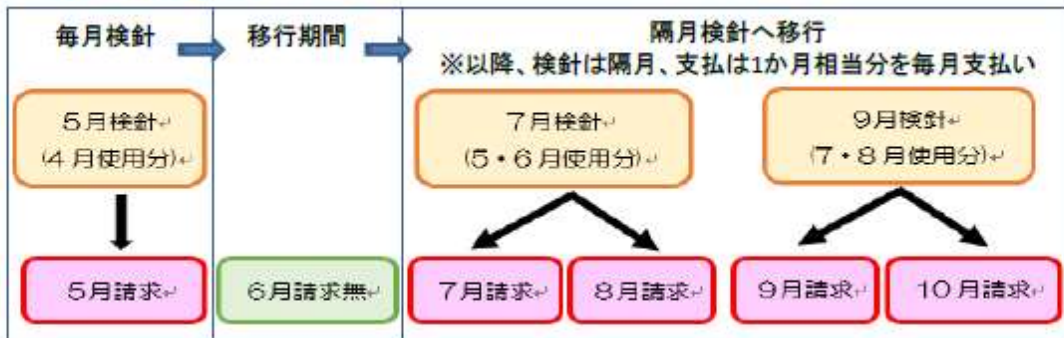 毎月検針
移行期間
隔月検針へ移行
※以降、検針は隔月、支払は1か月相当分を毎月支払い
5月検針↵
(4月使用分)↵
7月検針↵
(5・6月使用分)↵
9月検針↵
(7・8月使用分)↵
5月請求↵
6月請求無↵
7月請求↵
8月請求↵
9月請求↵
10月請求↵